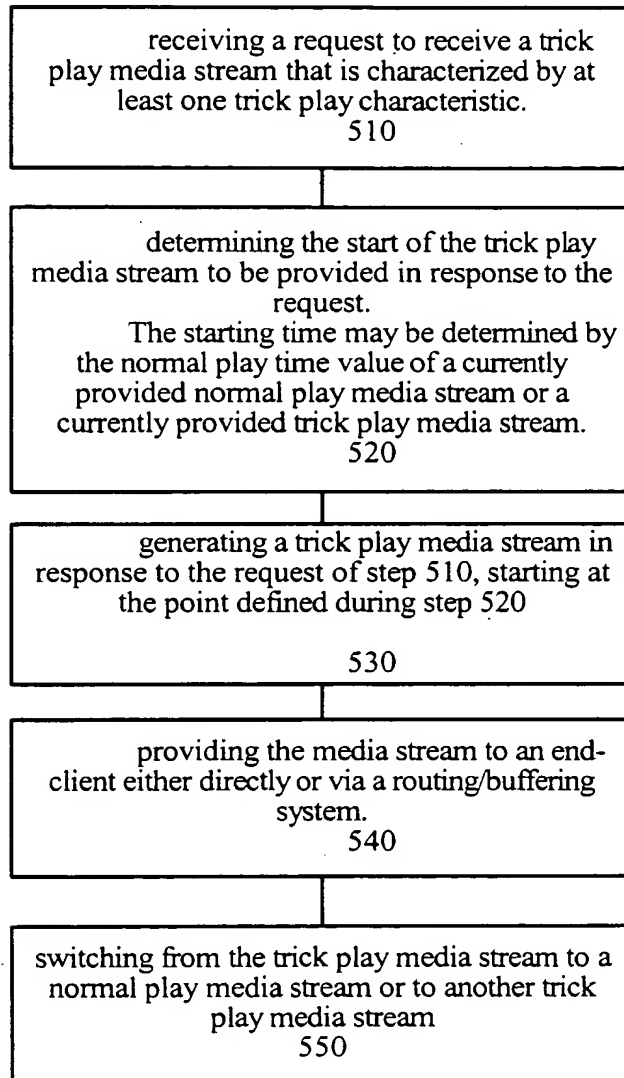 receiving a request to receive a trick
play media stream that is characterized by at
least one trick play characteristic.
510
determining the start of the trick play
media stream to be provided in response to the
request.
The starting time may be determined by
the normal play time value of a currently
provided normal play media stream or a
currently provided trick play media stream.
520
generating a trick play media stream in
response to the request of step 510, starting at
the point defined during step 520
530
providing the media stream to an end-
client either directly or via a routing/buffering
system.
540
switching from the trick play media stream to a
normal play media stream or to another trick
play media stream
550